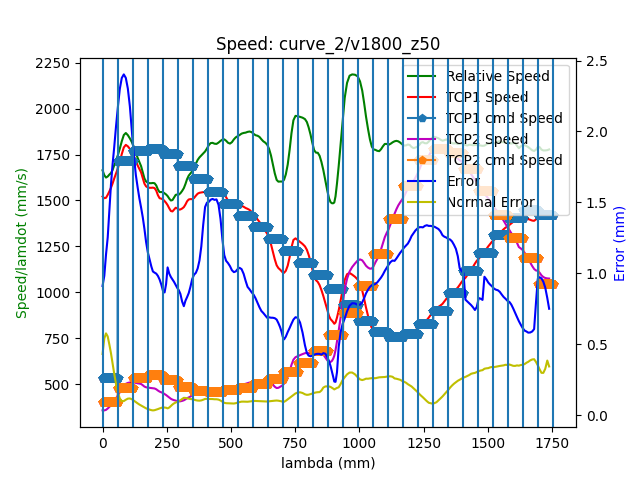 Speed: curve_2/v1800_z50
Relative Speed
TCP1 Speed
TCP1 cmd Speed
TCP2 Speed
TCP2 cmd Speed
Error
Normal Error
Speed/lamdot (mm/s)
2250
2000
1750
1500
1250
1000
750
500
2.5
2.0
1.5
1.0
0.5
0.0
Error (mm)
0 250 500 750 1000 1250 1500 1750
lambda (mm)